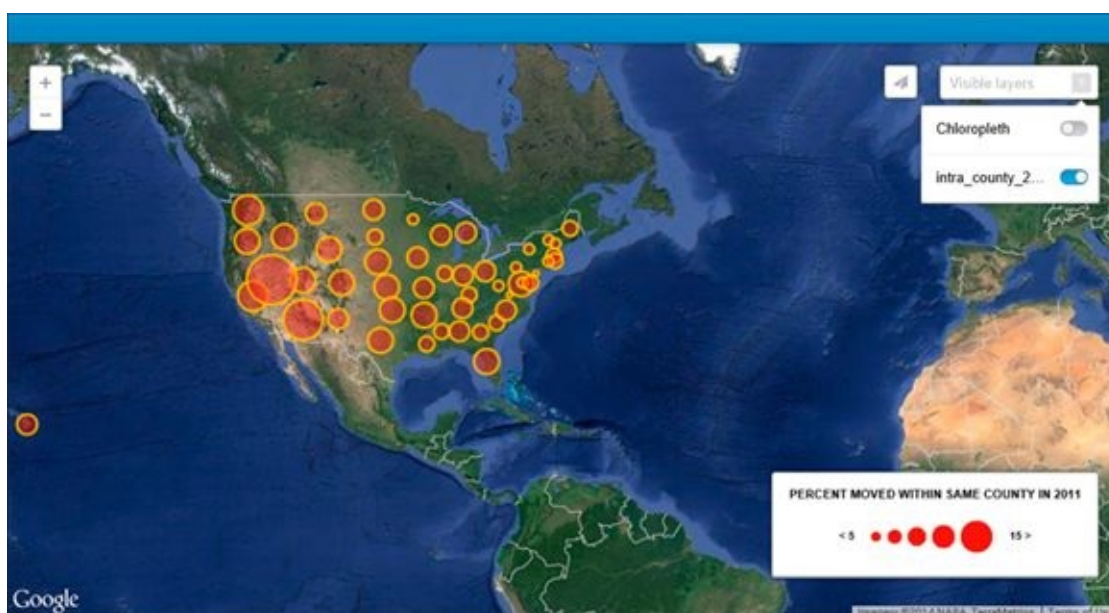 +
Visible layers
−
Chloropleth
intra_county_2...
PERCENT MOVED WITHIN SAME COUNTY IN 2011
< 5
15 >
Google